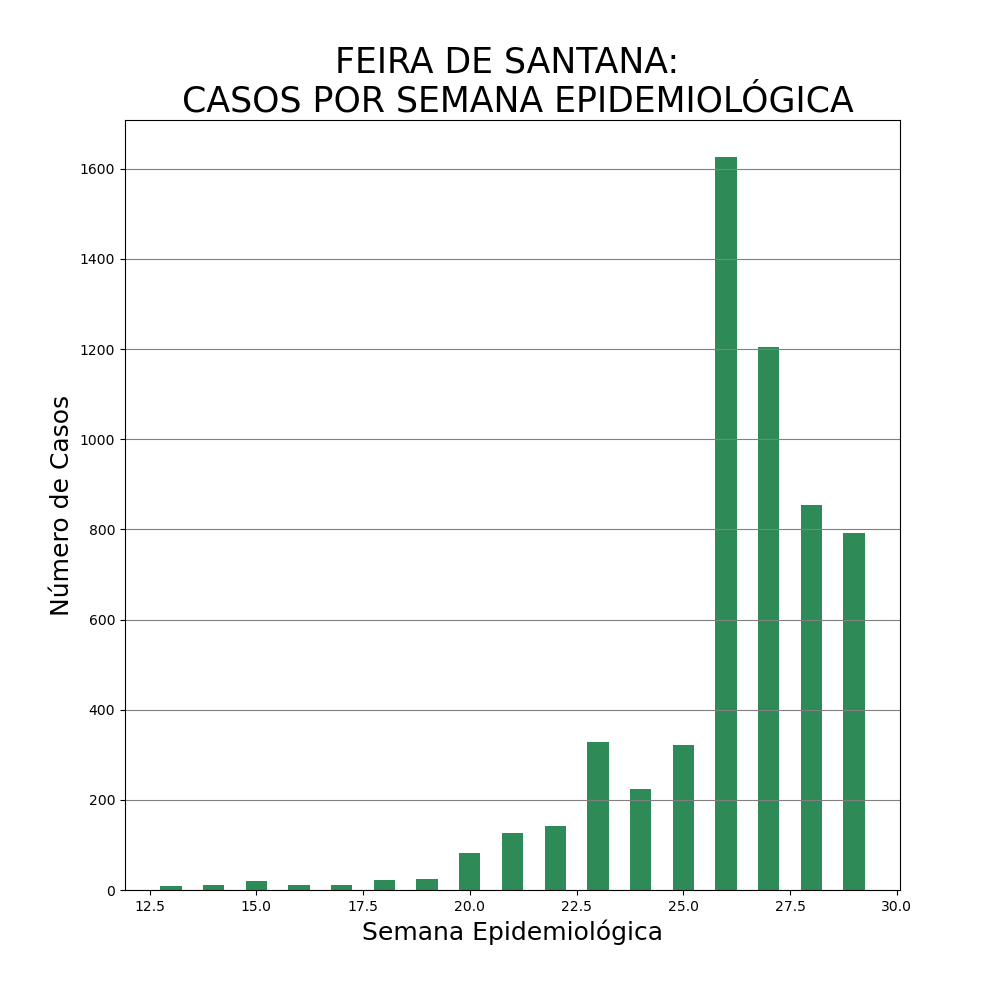 FEIRA DE SANTANA:
CASOS POR SEMANA EPIDEMIOLÓGICA
Número de Casos
1600
1400
1200
1000
800
600
400
200
0
12.5 15.0 17.5 20.0 22.5 25.0 27.5 30.0
Semana Epidemiológica